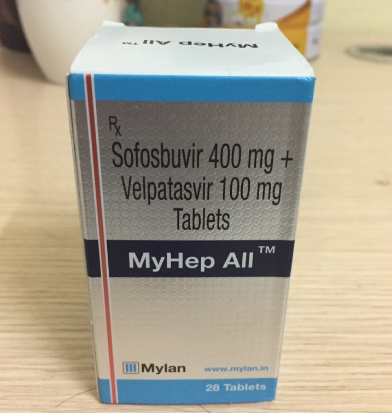 MyHep All™
Rx
Sofosbuvir 400 mg +
Velpatasvir 100 mg
Tablets
MyHep All™
Mylan www.mylan.in
28 Tablets